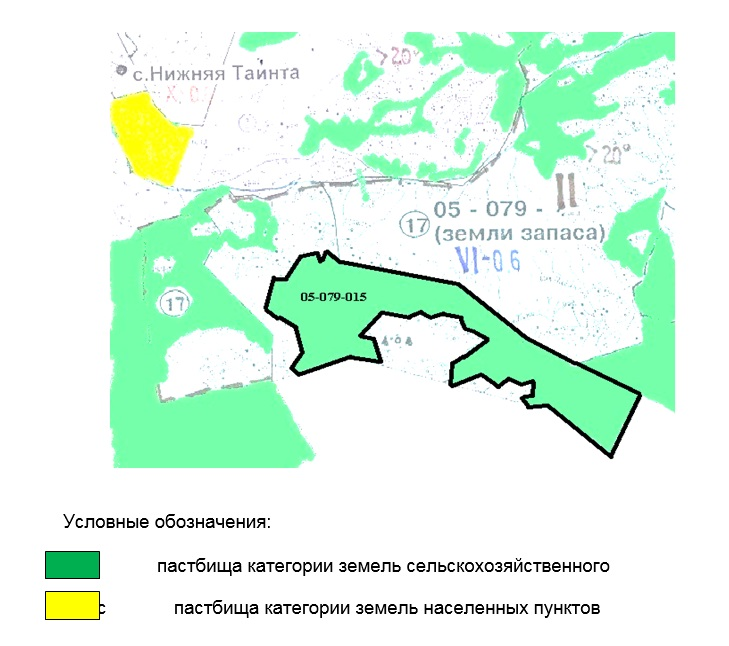 >20°
с.Нижняя Таинта
Х. С
>20°
II
05 - 079 -
17 (земли запаса)
VI-06
05-079-015
17
Условные обозначения:
пастбища категории земель сельскохозяйственного
с пастбища категории земель населенных пунктов